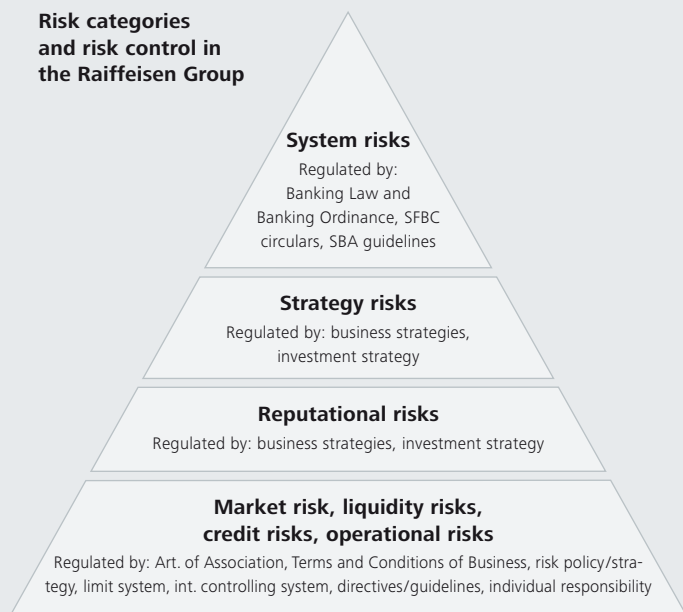 Risk categories
and risk control in
the Raiffeisen Group
System risks
Regulated by:
Banking Law and
Banking Ordinance, SFBC
circulars, SBA guidelines
Strategy risks
Regulated by: business strategies,
investment strategy
Reputational risks
Regulated by: business strategies, investment strategy
Market risk, liquidity risks,
credit risks, operational risks
Regulated by: Art. of Association, Terms and Conditions of Business, risk policy/stra-
tegy, limit system, int. controlling system, directives/guidelines, individual responsibility